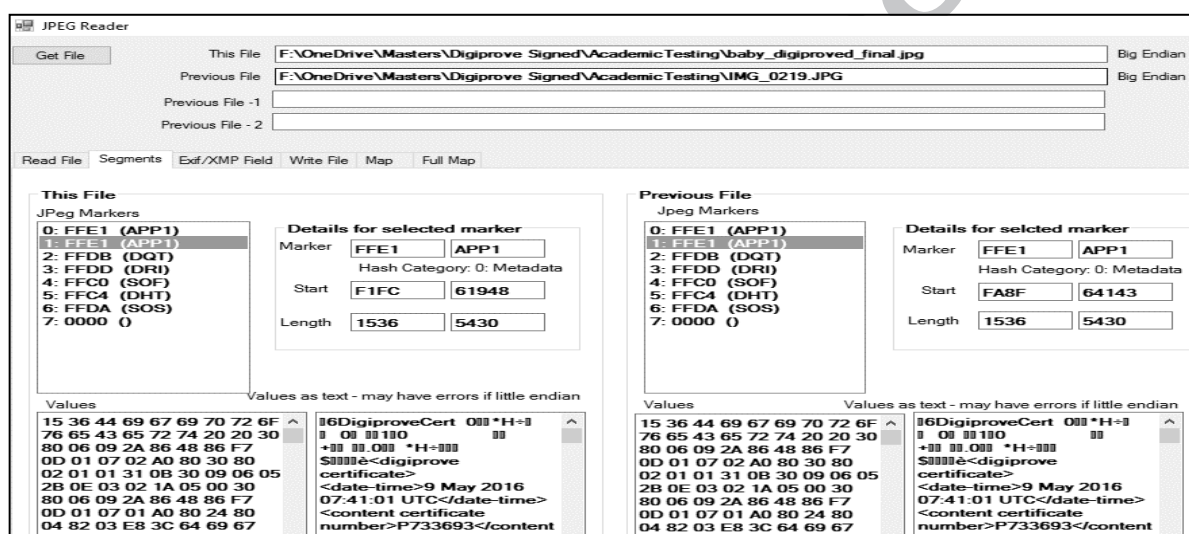 JPEG Reader
Get File
This File F:\OneDrive\Masters\Digiprove Signed\AcademicTesting\baby_digiproved_final.jpg Big Endian
Previous File F:\OneDrive\Masters\Digiprove Signed\AcademicTesting\IMG_0219.JPG Big Endian
Previous File -1
Previous File - 2
Read File Segments Exif/XMP Field Write File Map Full Map
This File
JPeg Markers
0: FFE1 (APP1)
1: FFE1 (APP1)
2: FFDB (DQT)
3: FFDD (DRI)
4: FFC0 (SOF)
5: FFC4 (DHT)
6: FFDA (SOS)
7: 0000 ()
Details for selected marker
Marker FFE1 APP1
Hash Category: 0: Metadata
Start F1FC 61948
Length 1536 5430
Values as text - may have errors if little endian
Values
15 36 44 69 67 69 70 72 6F
76 65 43 65 72 74 20 20 30
80 06 09 2A 86 48 86 F7
0D 01 07 02 A0 80 30 80
02 01 01 31 0B 30 09 06 05
2B 0E 03 02 1A 05 00 30
80 06 09 2A 86 48 86 F7
0D 01 07 01 A0 80 24 80
04 82 03 E8 3C 64 69 67
6DigiproveCert 0 *H÷
0 1 0
+ .0 *H÷
$ è<digiprove
certificate>
<date-time>9 May 2016
07:41:01 UTC</date-time>
<content certificate
number>P733693</content
Previous File
Jpeg Markers
0: FFE1 (APP1)
1: FFE1 (APP1)
2: FFDB (DQT)
3: FFDD (DRI)
4: FFC0 (SOF)
5: FFC4 (DHT)
6: FFDA (SOS)
7: 0000 ()
Details for selcted marker
Marker FFE1 APP1
Hash Category: 0: Metadata
Start FA8F 64143
Length 1536 5430
Values as text - may have errors if little endian
Values
15 36 44 69 67 69 70 72 6F
76 65 43 65 72 74 20 20 30
80 06 09 2A 86 48 86 F7
0D 01 07 02 A0 80 30 80
02 01 01 31 0B 30 09 06 05
2B 0E 03 02 1A 05 00 30
80 06 09 2A 86 48 86 F7
0D 01 07 01 A0 80 24 80
04 82 03 E8 3C 64 69 67
6DigiproveCert 0 *H÷
0 1 0
+ .0 *H÷
$ è<digiprove
certificate>
<date-time>9 May 2016
07:41:01 UTC</date-time>
<content certificate
number>P733693</content